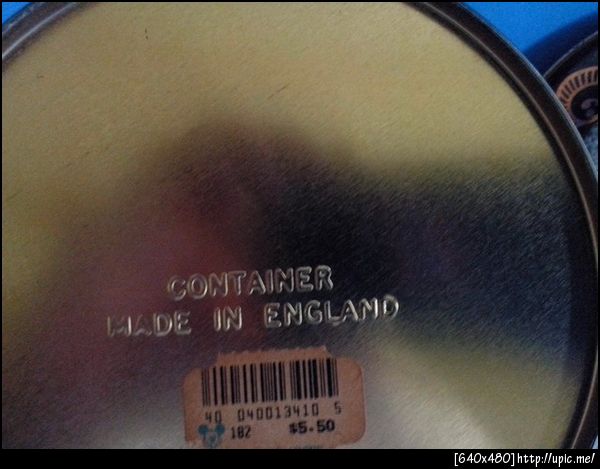 CONTAINER
MADE IN ENGLAND
40 040013410 5
182 $5.50
[640x480]http://upic.me/